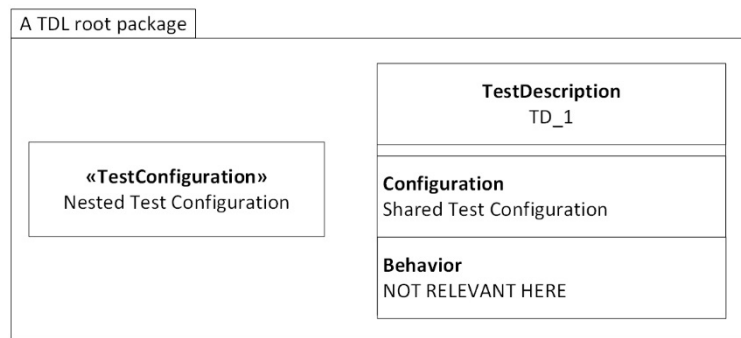 A TDL root package
«TestConfiguration»
Nested Test Configuration
TestDescription
TD_1
Configuration
Shared Test Configuration
Behavior
NOT RELEVANT HERE